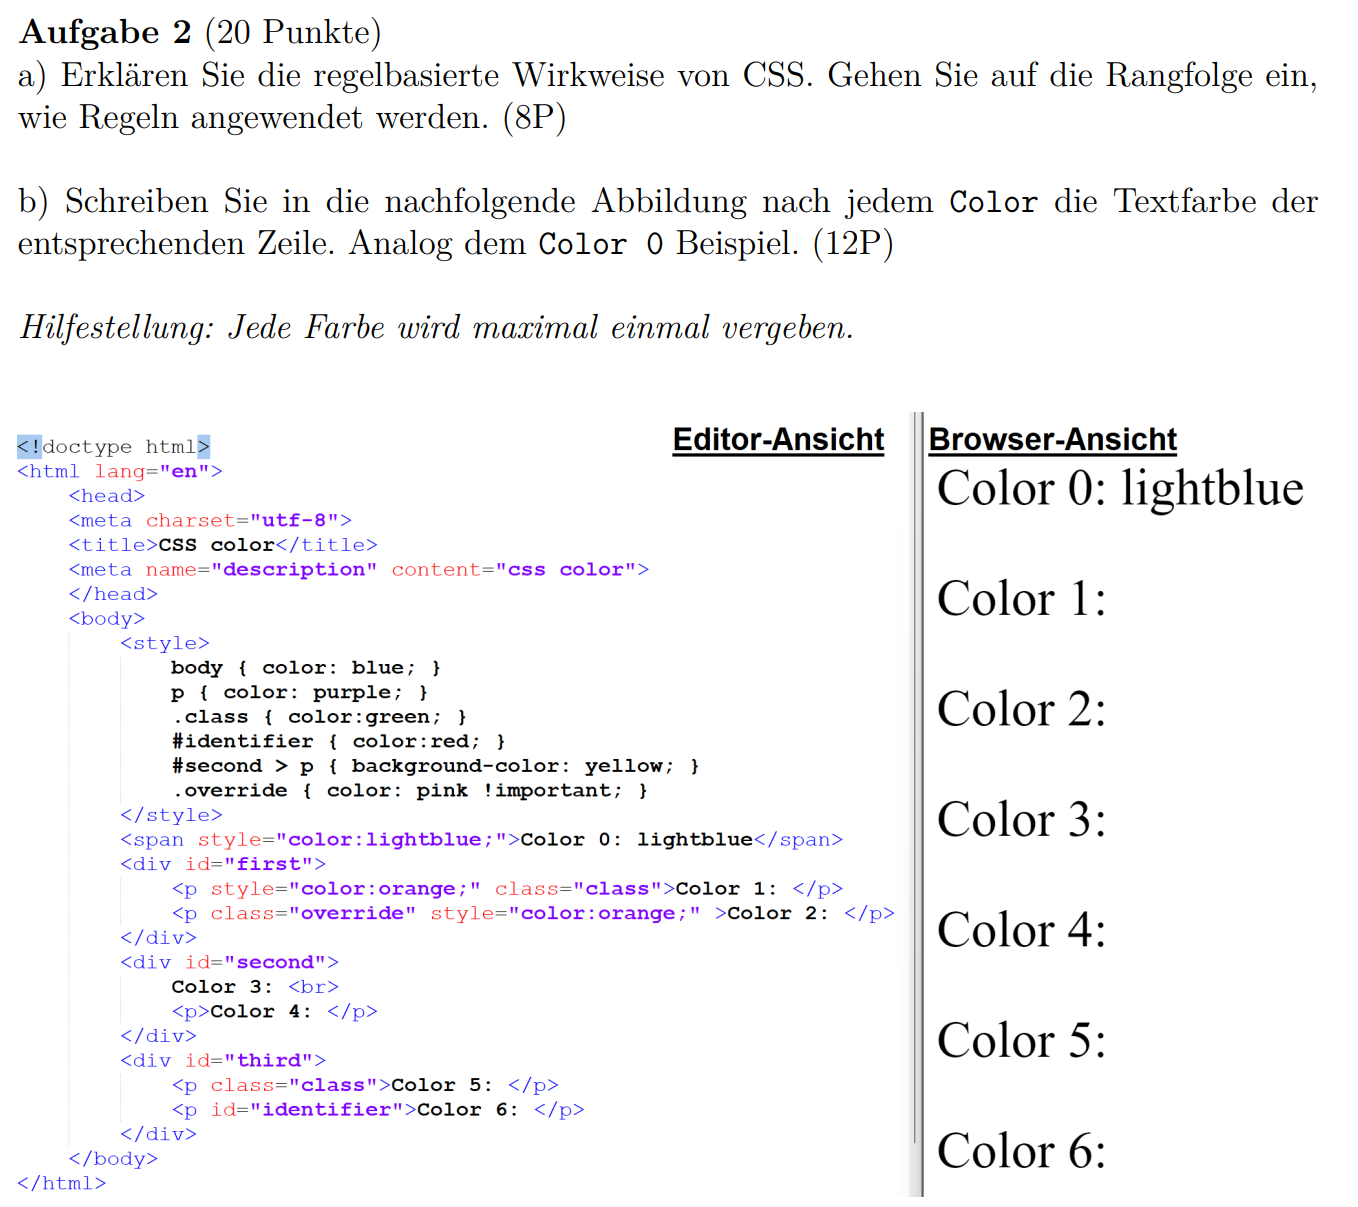 Aufgabe 2 (20 Punkte)
a) Erklären Sie die regelbasierte Wirkweise von CSS. Gehen Sie auf die Rangfolge ein,
wie Regeln angewendet werden. (8P)
b) Schreiben Sie in die nachfolgende Abbildung nach jedem Color die Textfarbe der
entsprechenden Zeile. Analog dem Color 0 Beispiel. (12P)
Hilfestellung: Jede Farbe wird maximal einmal vergeben.
Editor-Ansicht
<!doctype html>
<html lang="en">
<head>
<meta charset="utf-8">
<title>CSS color</title>
<meta name="description" content="css color">
</head>
<body>
<style>
body { color: blue; }
p { color: purple; }
.class { color:green; }
#identifier { color:red; }
#second > p { background-color: yellow; }
.override { color: pink !important; }
</style>
<span style="color:lightblue;">Color 0: lightblue</span>
<div id="first">
<p style="color:orange;" class="class">Color 1: </p>
<p class="override" style="color:orange;" >Color 2: </p>
</div>
<div id="second">
Color 3: <br>
<p>Color 4: </p>
</div>
<div id="third">
<p class="class">Color 5: </p>
<p id="identifier">Color 6: </p>
</div>
</body>
</html>
Browser-Ansicht
Color 0: lightblue
Color 1:
Color 2:
Color 3:
Color 4:
Color 5:
Color 6: